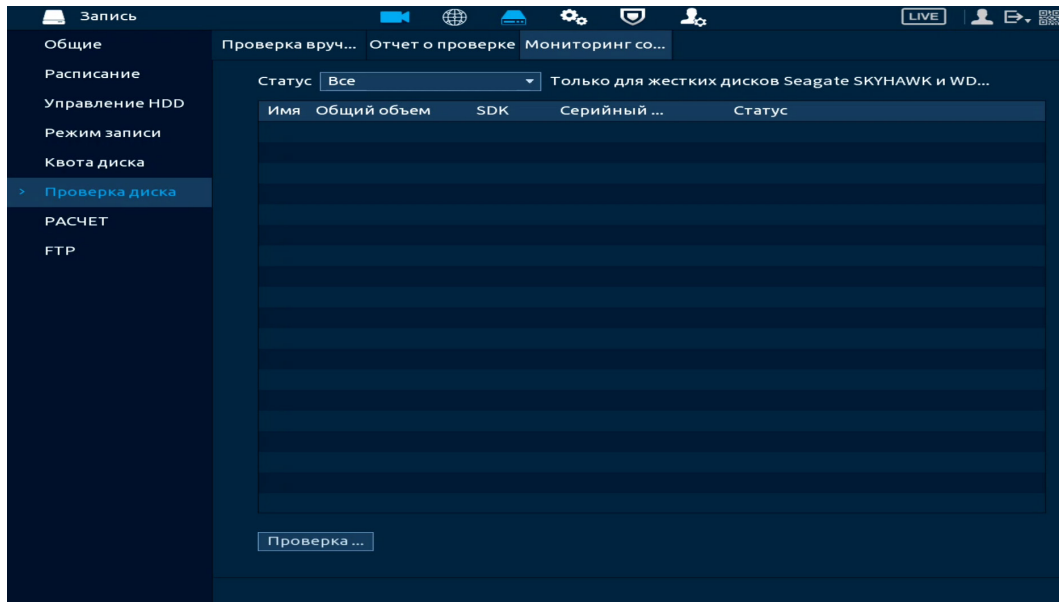 Запись
LIVE
Общие
Расписание
Управление HDD
Режим записи
Квота диска
> Проверка диска
РАСЧЕТ
FTP
Проверка вруч... Отчет о проверке Мониторинг со...
Статус Все Только для жестких дисков Seagate SKYHAWK и WD...
Имя Общий объем SDK Серийный ... Статус
Проверка ...